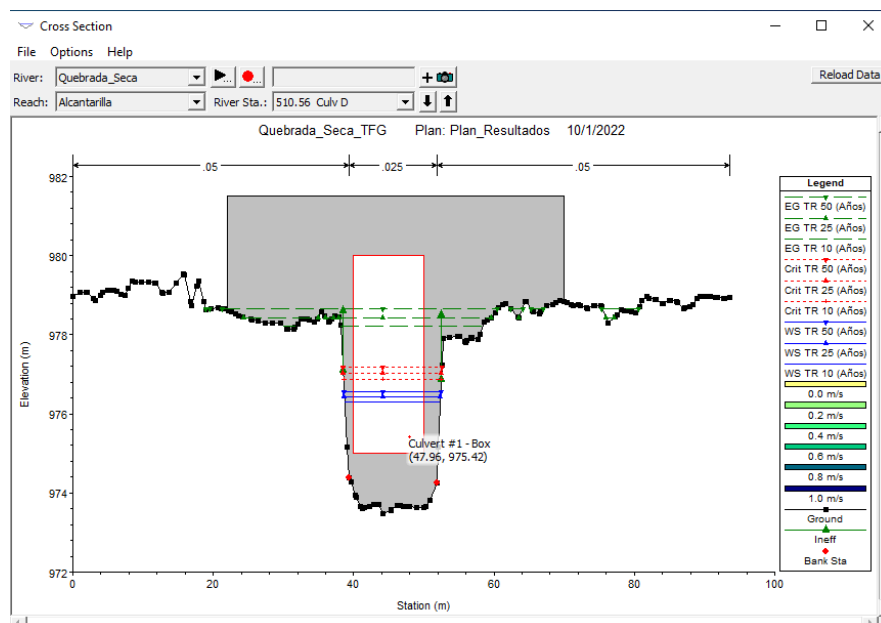 Cross Section
File Options Help
River: Quebrada_Seca
Reload Data
Reach: Alcantarilla River Sta.: 510.56 Culv D
Quebrada_Seca_TFG Plan: Plan_Resultados 10/1/2022
.05 .025 .05
982
980
978
976
974
972
Elevation (m)
0 20 40 60 80 100
Station (m)
Culvert #1 - Box
(47.96, 975.42)
Legend
EG TR 50 (Años)
EG TR 25 (Años)
EG TR 10 (Años)
Crit TR 50 (Años)
Crit TR 25 (Años)
Crit TR 10 (Años)
WS TR 50 (Años)
WS TR 25 (Años)
WS TR 10 (Años)
0.0 m/s
0.2 m/s
0.4 m/s
0.6 m/s
0.8 m/s
1.0 m/s
Ground
Ineff
Bank Sta